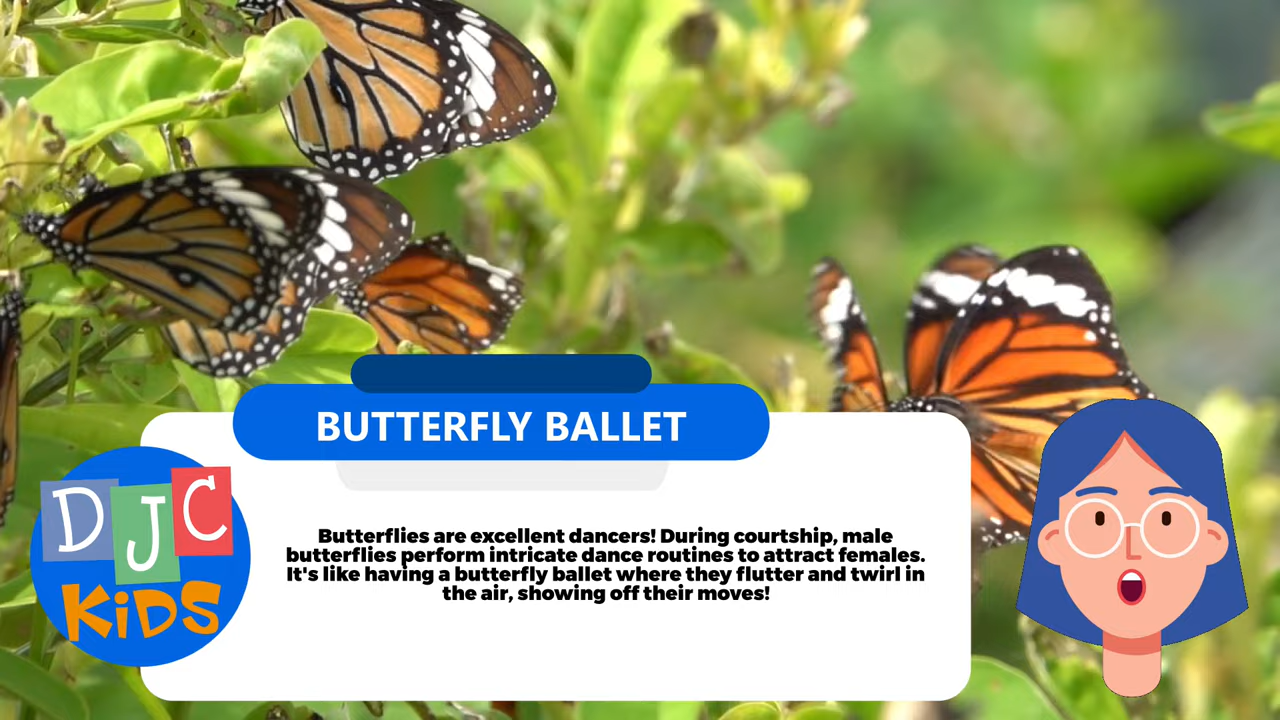 BUTTERFLY BALLET
DJC
KiDS
Butterflies are excellent dancers! During courtship, male
butterflies perform intricate dance routines to attract females.
It's like having a butterfly ballet where they flutter and twirl in
the air, showing off their moves!